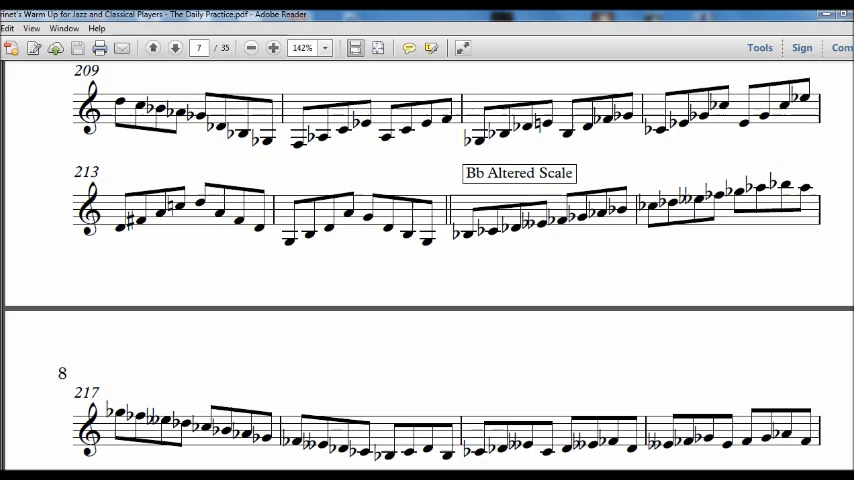 rinet's Warm Up for Jazz and Classical Players - The Daily Practice.pdf - Adobe Reader
Edit View Window Help
7 / 35 142% Tools Sign Com
209
213
Bb Altered Scale
8
217